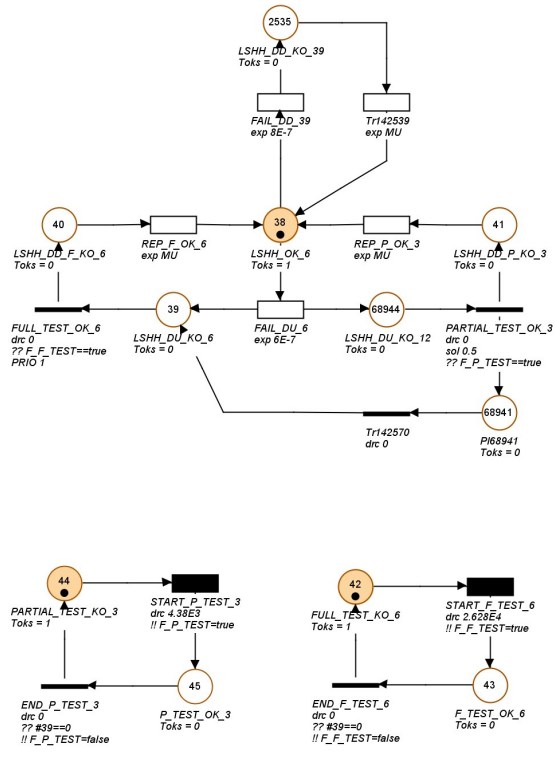 2535
LSHH_DD_KO_39
Toks = 0
FAIL_DD_39
exp 8E-7
Tr142539
exp MU
40
LSHH_DD_F_KO_6
Toks = 0
REP_F_OK_6
exp MU
38
LSHH_OK_6
Toks = 1
REP_P_OK_3
exp MU
41
LSHH_DD_P_KO_3
Toks = 0
FULL_TEST_OK_6
drc 0
?? F_F_TEST==true
PRIO 1
39
LSHH_DU_KO_6
Toks = 0
FAIL_DU_6
exp 6E-7
68944
LSHH_DU_KO_12
Toks = 0
PARTIAL_TEST_OK_3
drc 0
sol 0.5
?? F_P_TEST==true
68941
Pl68941
Toks = 0
Tr142570
drc 0
44
PARTIAL_TEST_KO_3
Toks = 1
START_P_TEST_3
drc 4.38E3
!! F_P_TEST=true
END_P_TEST_3
drc 0
?? #39==0
!! F_P_TEST=false
45
P_TEST_OK_3
Toks = 0
42
FULL_TEST_KO_6
Toks = 1
START_F_TEST_6
drc 2.628E4
!! F_F_TEST=true
END_F_TEST_6
drc 0
?? #39==0
!! F_F_TEST=false
43
F_TEST_OK_6
Toks = 0